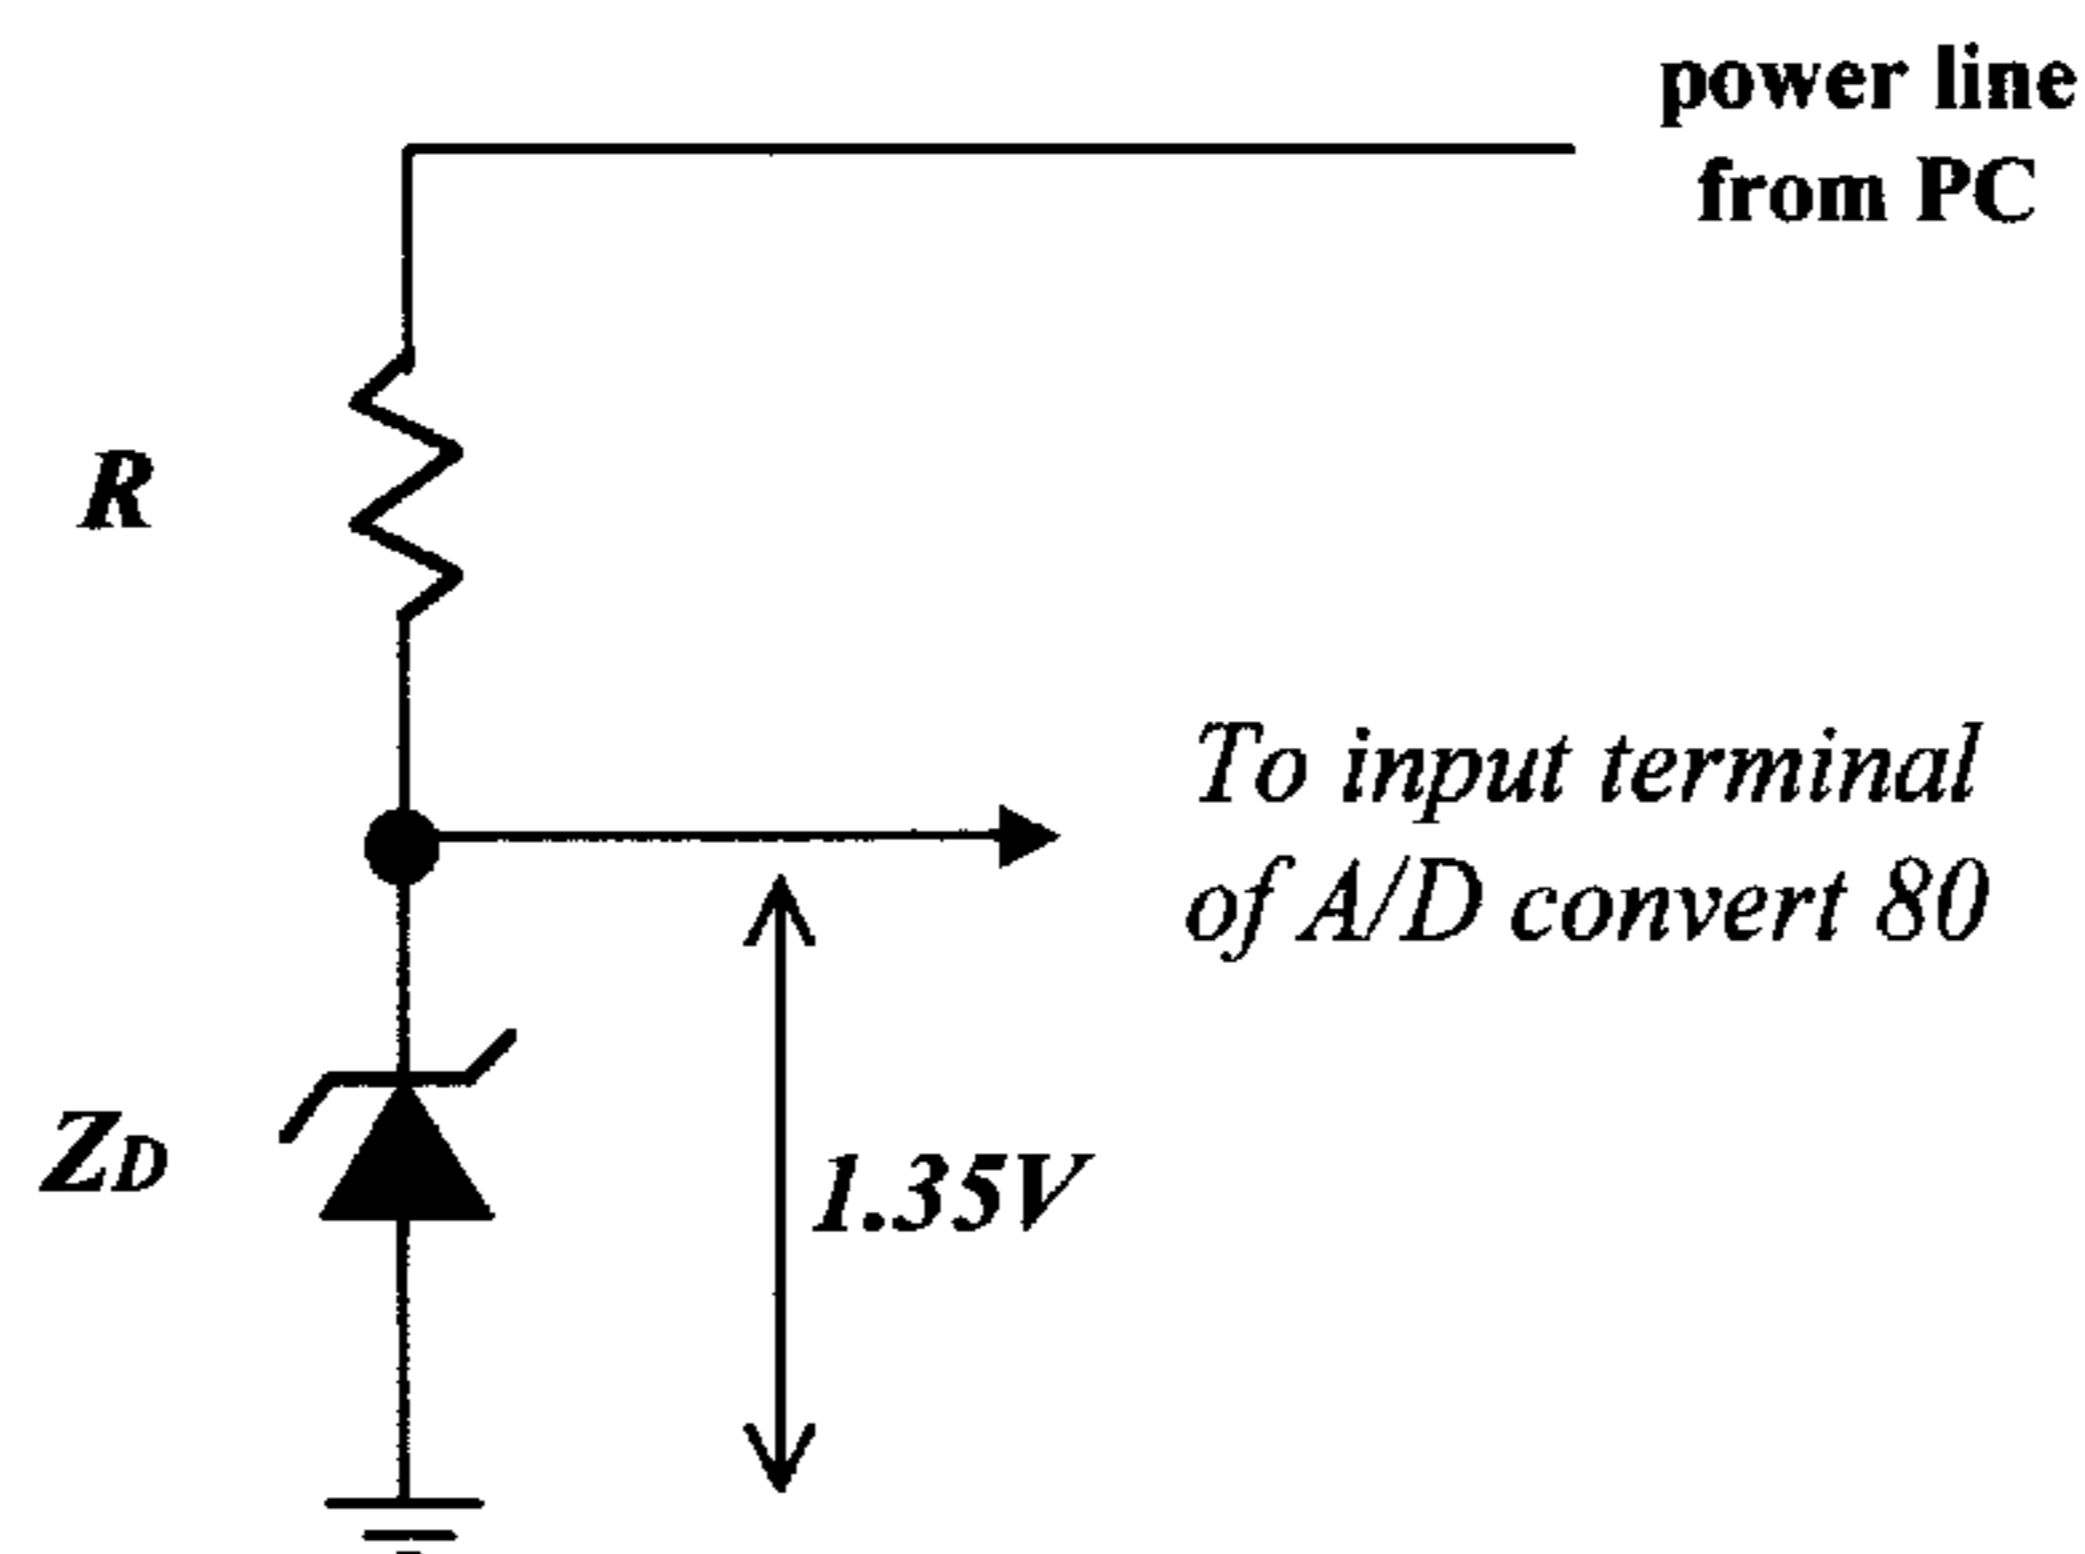 power line
from PC
R
To input terminal
of A/D convert 80
ZD
1.35V